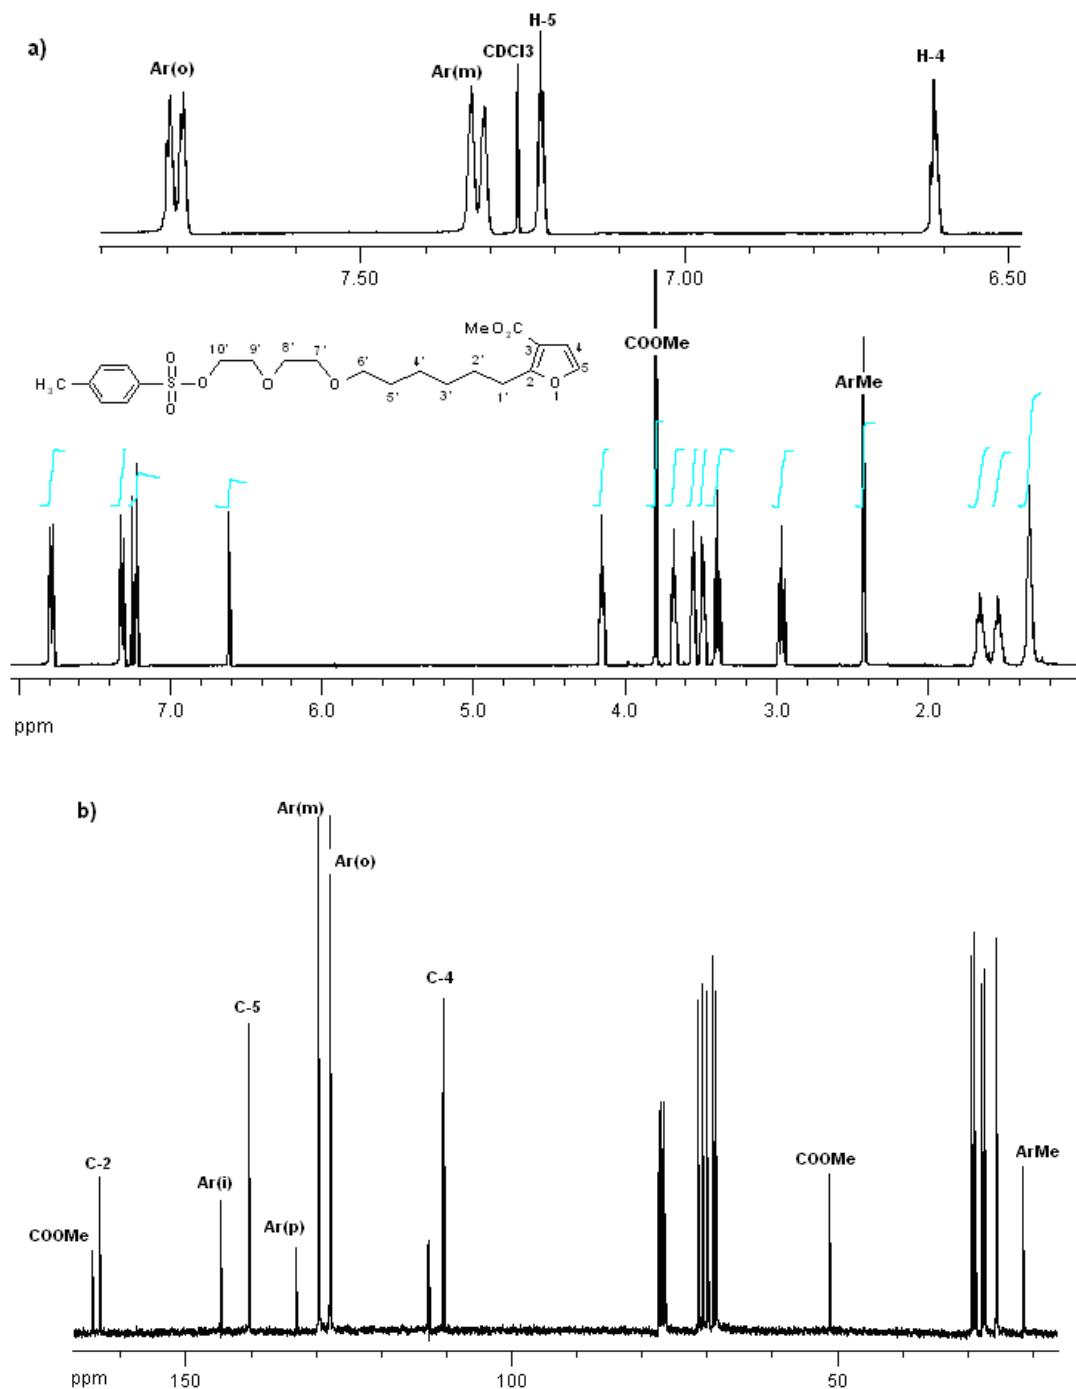 a)
Ar(o)
Ar(m)
CDCl3
H-5
H-4
7.50
7.00
6.50
MeO₂C
H₃C
O
S
O
O
O
O
O
10'
9'
8'
7'
6'
5'
4'
3'
2'
1'
3
4
5
2
1
COOMe
ArMe
7.0
6.0
5.0
4.0
3.0
2.0
ppm
b)
Ar(m)
Ar(o)
C-4
C-5
C-2
Ar(i)
COOMe
Ar(p)
COOMe
ArMe
ppm
150
100
50